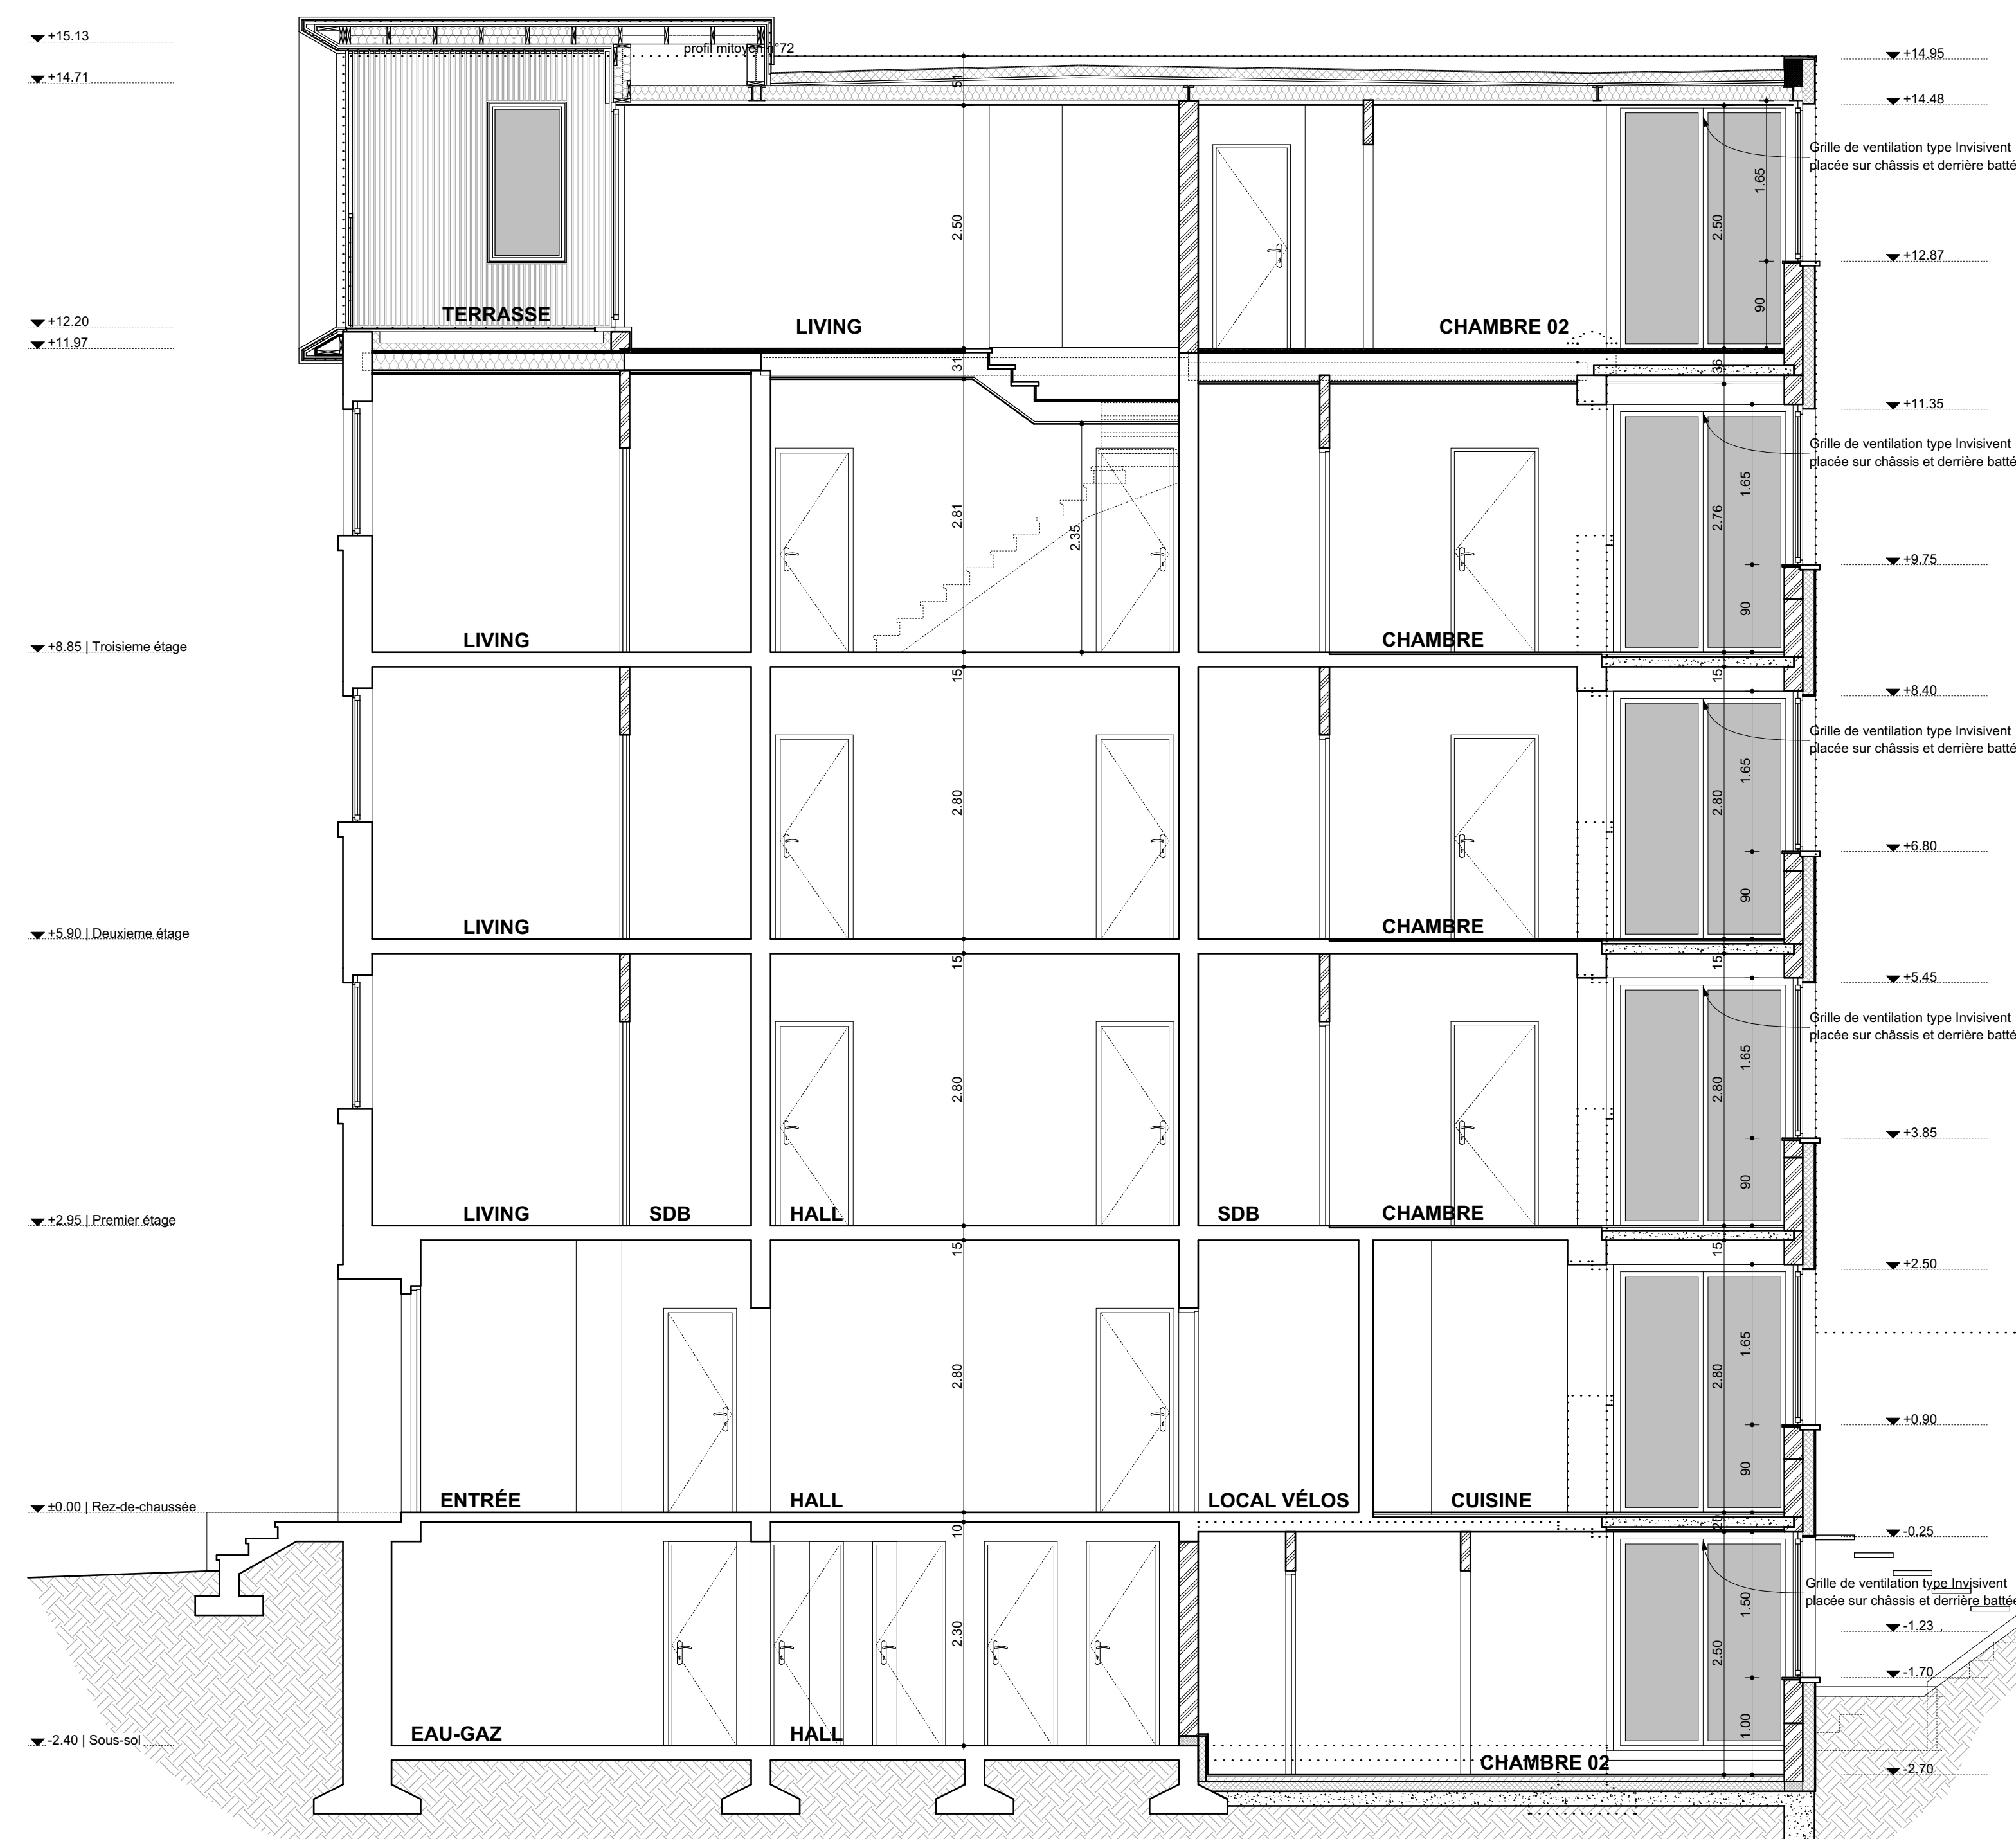 +15.13
profil mitoyen n°72
+14.95
+14.71
51
+14.48
Grille de ventilation type Invisivent
placée sur châssis et derrière batté
1.65
2.50
2.50
+12.87
90
TERRASSE
LIVING
CHAMBRE 02
+12.20
+11.97
31
36
+11.35
Grille de ventilation type Invisivent
placée sur châssis et derrière batté
1.65
2.81
2.76
2.35
+9.75
90
LIVING
CHAMBRE
+8.85 | Troisieme étage
15
15
+8.40
Grille de ventilation type Invisivent
placée sur châssis et derrière batté
1.65
2.80
2.80
+6.80
90
LIVING
CHAMBRE
+5.90 | Deuxieme étage
15
15
+5.45
Grille de ventilation type Invisivent
placée sur châssis et derrière batté
1.65
2.80
2.80
+3.85
90
LIVING
SDB
HALL
SDB
CHAMBRE
+2.95 | Premier étage
15
15
+2.50
1.65
2.80
2.80
+0.90
90
ENTRÉE
HALL
LOCAL VÉLOS
CUISINE
±0.00 | Rez-de-chaussée
10
20
-0.25
Grille de ventilation type Invisivent
placée sur châssis et derrière battée
1.50
-1.23
2.30
2.50
-1.70
1.00
EAU-GAZ
HALL
-2.40 | Sous-sol
CHAMBRE 02
-2.70